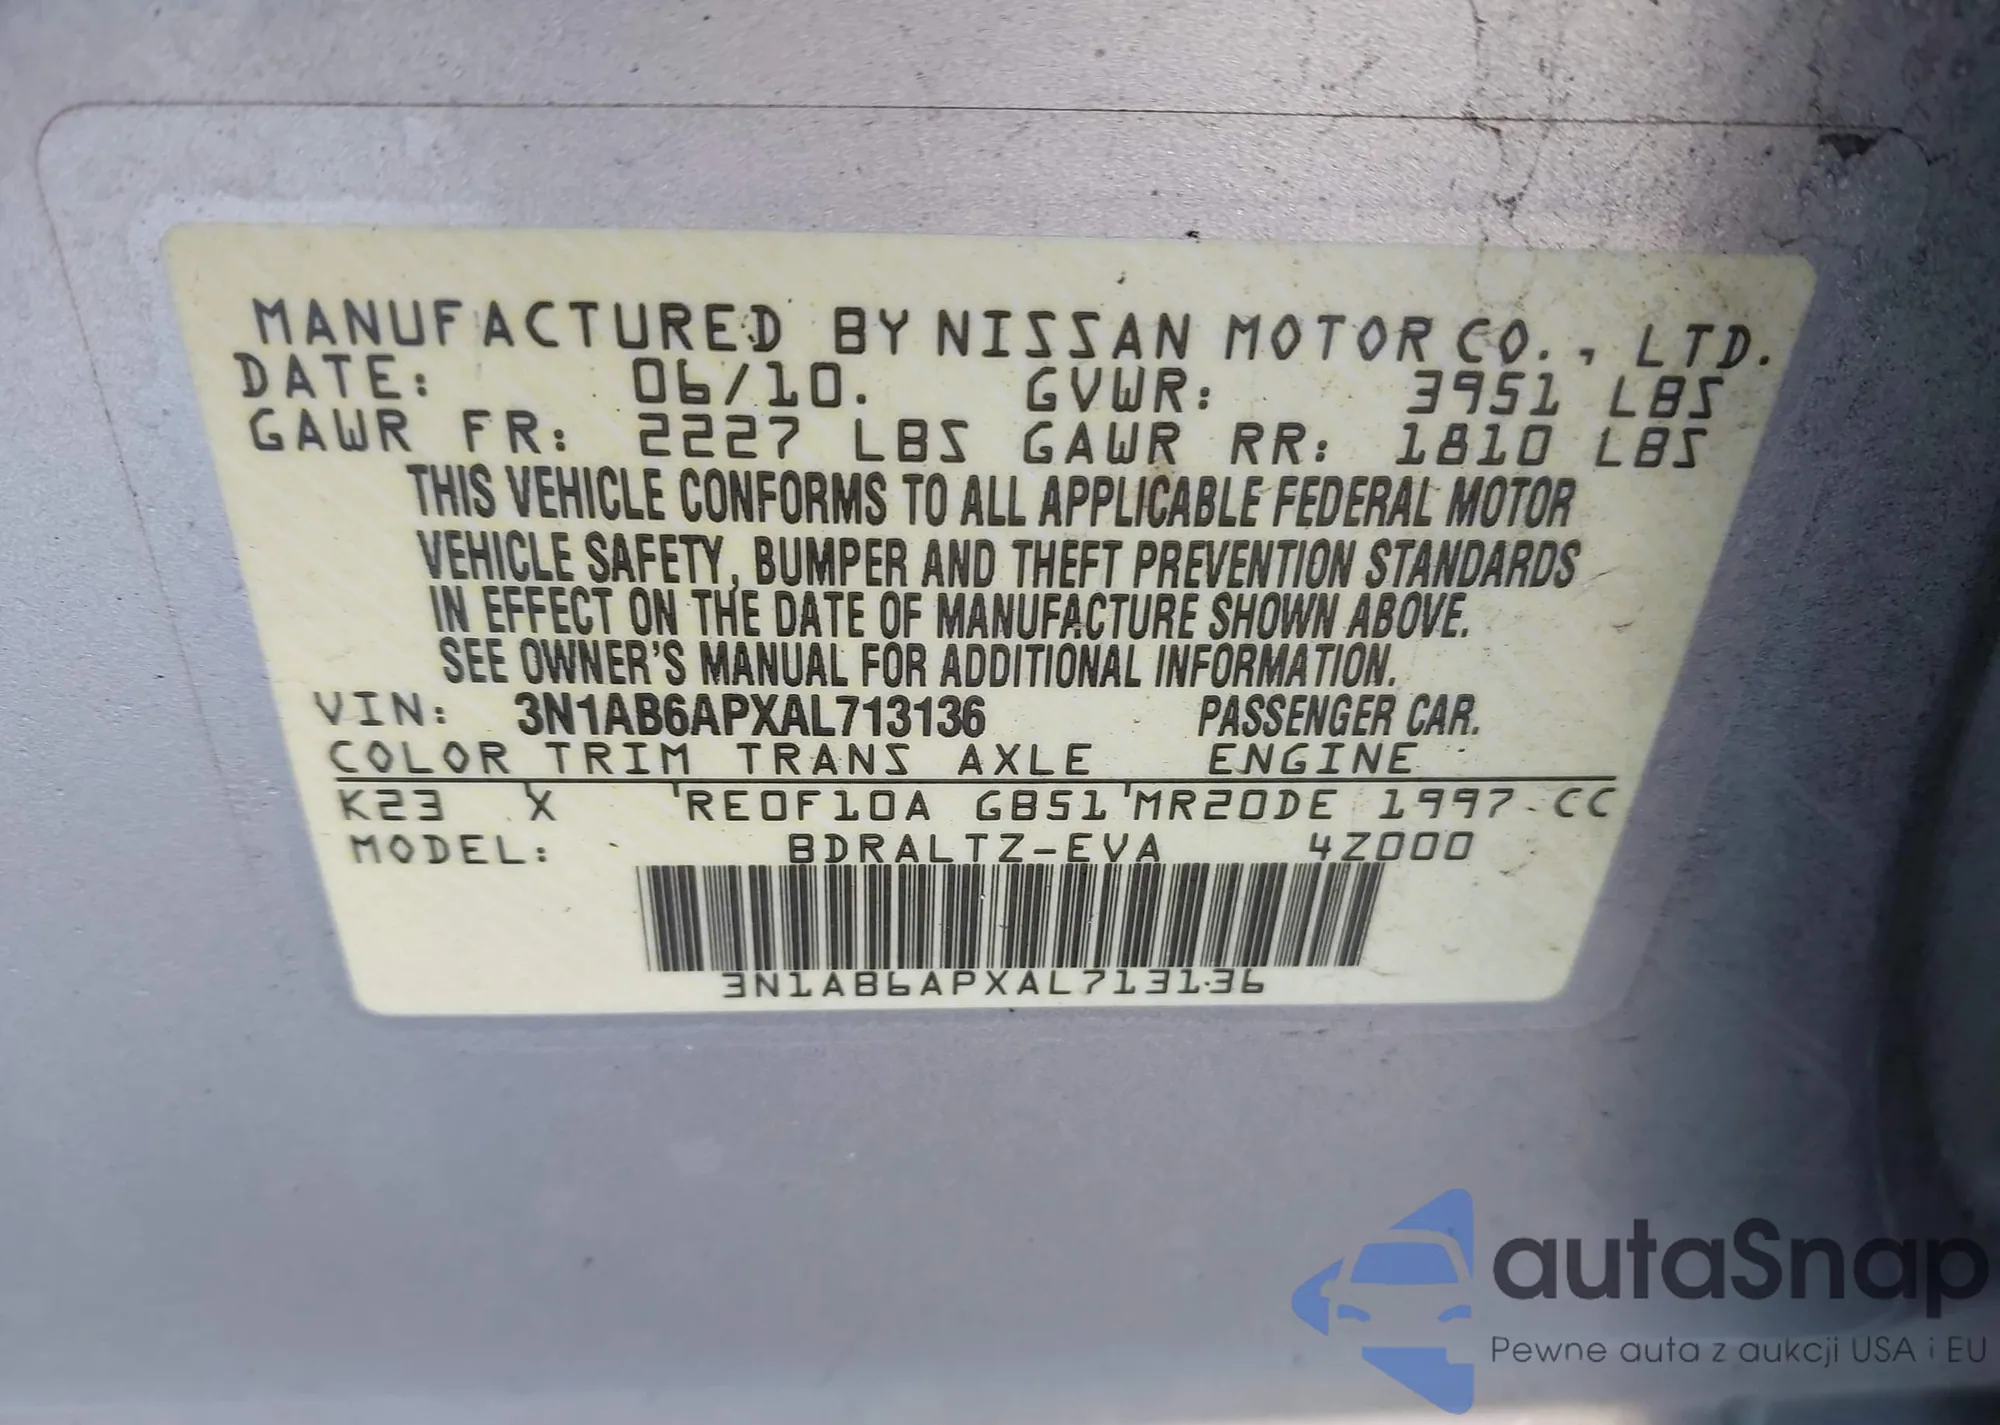 MANUFACTURED BY NISSAN MOTOR CO., LTD.
DATE: 06/10. GVWR: 3951 LBS
GAWR FR: 2227 LBS GAWR RR: 1810 LBS
THIS VEHICLE CONFORMS TO ALL APPLICABLE FEDERAL MOTOR
VEHICLE SAFETY, BUMPER AND THEFT PREVENTION STANDARDS
IN EFFECT ON THE DATE OF MANUFACTURE SHOWN ABOVE.
SEE OWNER'S MANUAL FOR ADDITIONAL INFORMATION.
VIN: 3N1AB6APXAL713136 PASSENGER CAR.
COLOR TRIM TRANS AXLE ENGINE
K23 X RE0F10A GB51 MR20DE 1997 CC
MODEL: BDRALTZ-EVA 4Z000
3N1AB6APXAL713136
autaSnap
Pewne auta z aukcji USA i EU